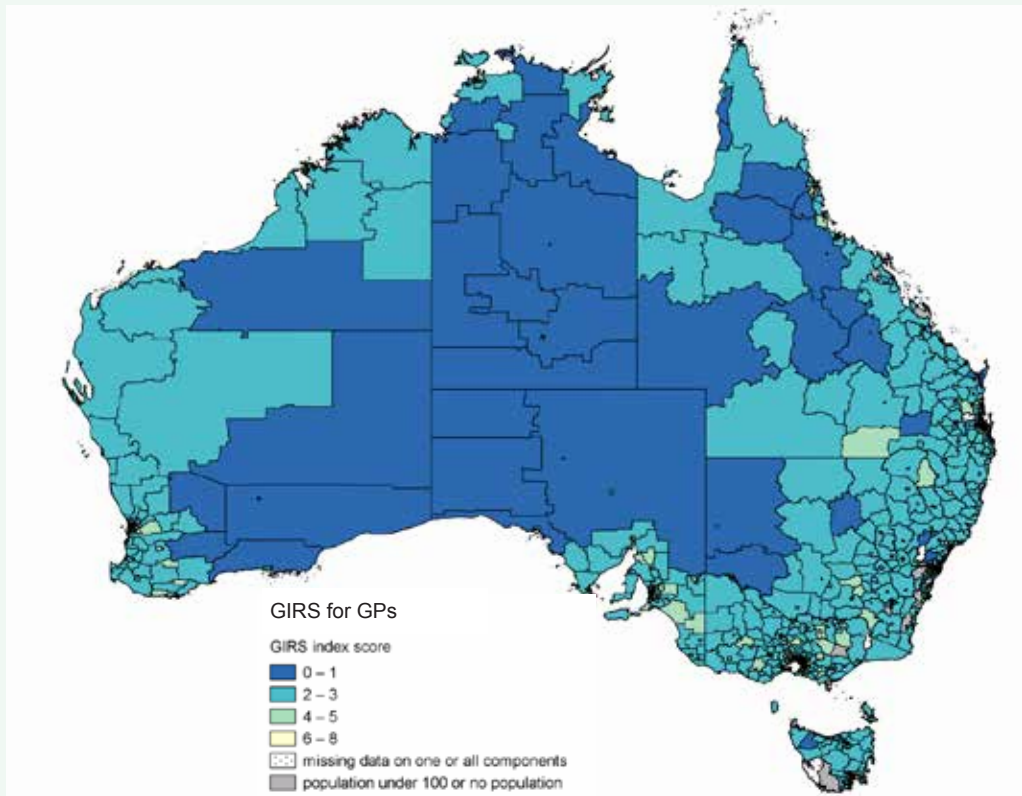 GIRS for GPs
GIRS index score
0 – 1
2 – 3
4 – 5
6 – 8
missing data on one or all components
population under 100 or no population